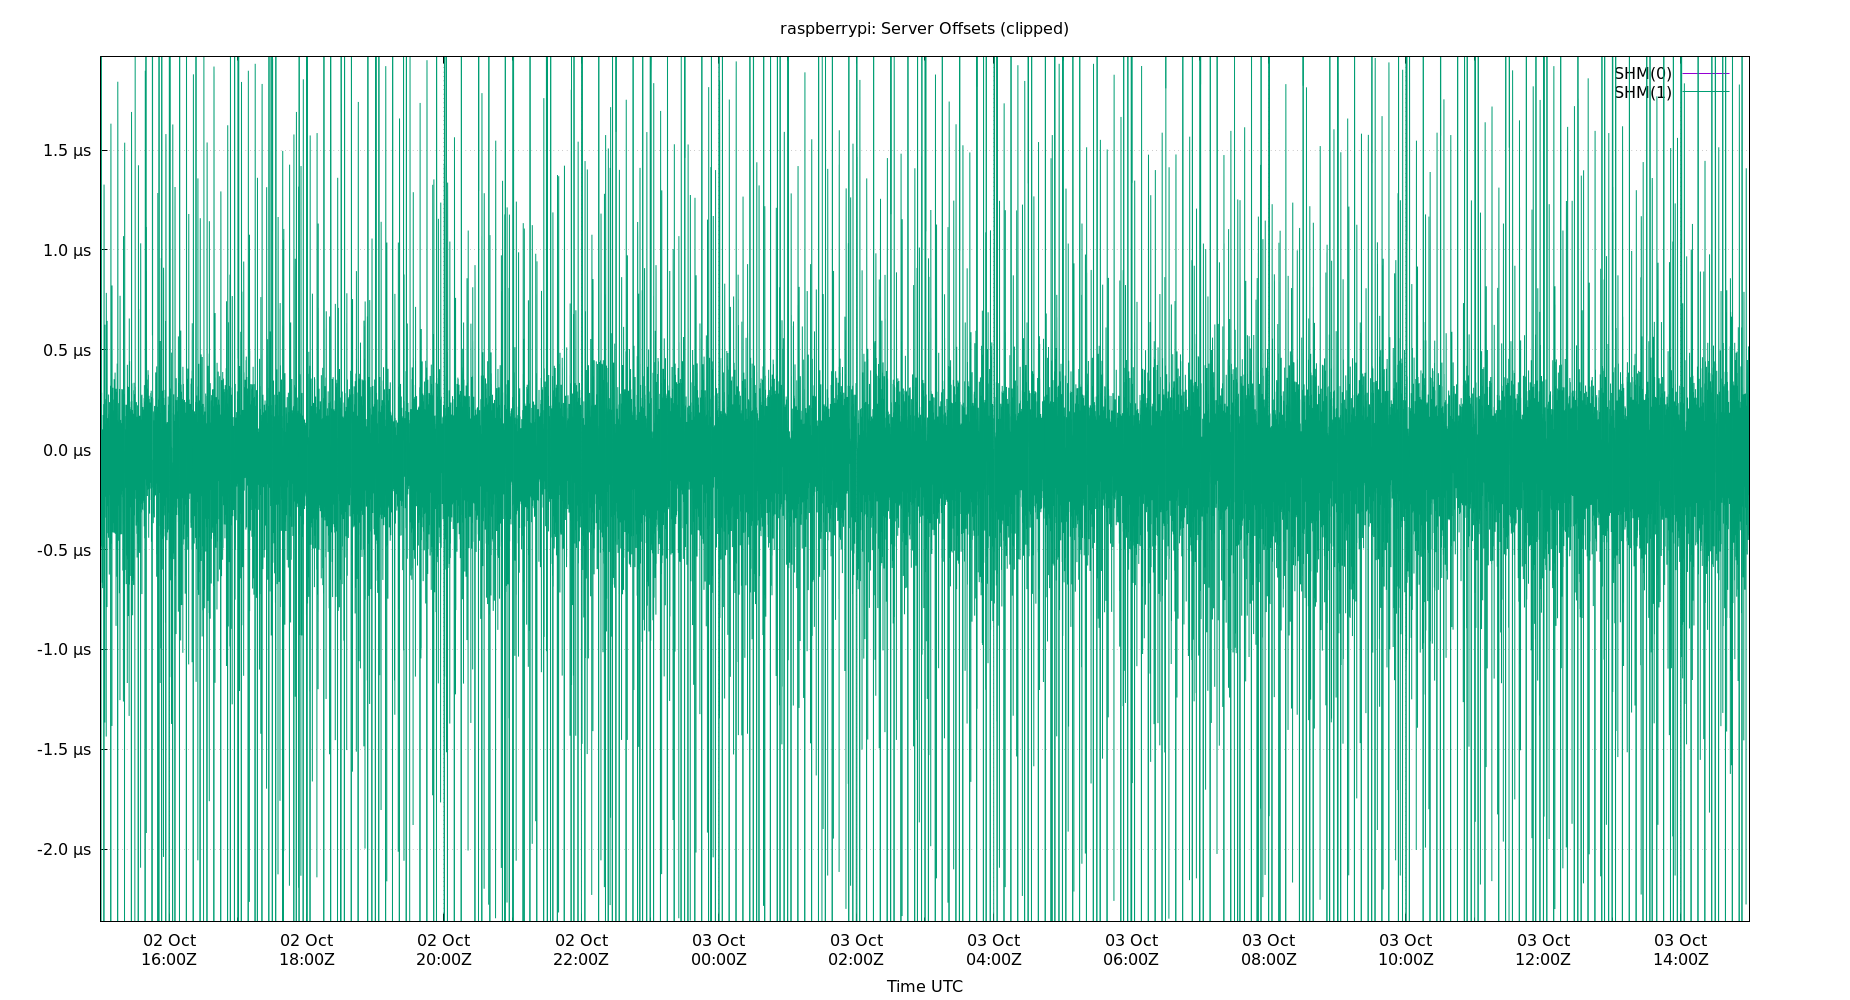 raspberrypi: Server Offsets (clipped)
SHM(0)
SHM(1)
1.5 µs
1.0 µs
0.5 µs
0.0 µs
-0.5 µs
-1.0 µs
-1.5 µs
-2.0 µs
02 Oct 02 Oct 02 Oct 02 Oct 03 Oct 03 Oct 03 Oct 03 Oct 03 Oct 03 Oct 03 Oct 03 Oct
16:00Z 18:00Z 20:00Z 22:00Z 00:00Z 02:00Z 04:00Z 06:00Z 08:00Z 10:00Z 12:00Z 14:00Z
Time UTC